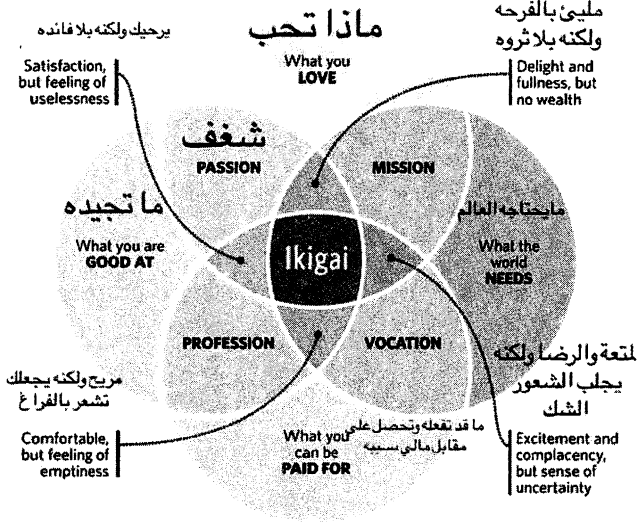 ماذا تحب
What you
LOVE
يرحيك ولكنه بلا فائده
Satisfaction,
but feeling of
uselessness
مليئ بالفرحه
ولكنه بلا ثروه
Delight and
fullness, but
no wealth
شغف
PASSION
MISSION
ما تجيده
What you are
GOOD AT
Ikigai
مايحتاجه العالم
What the
world
NEEDS
PROFESSION
VOCATION
مريح ولكنه يجعلك
تشعر بالفراغ
Comfortable,
but feeling of
emptiness
ما قد تفعله وتحصل على
مقابل مالي سببه
What you
can be
PAID FOR
لمتعة والرضا ولكنه
يجلب الشعور
الشك
Excitement and
complacency,
but sense of
uncertainty